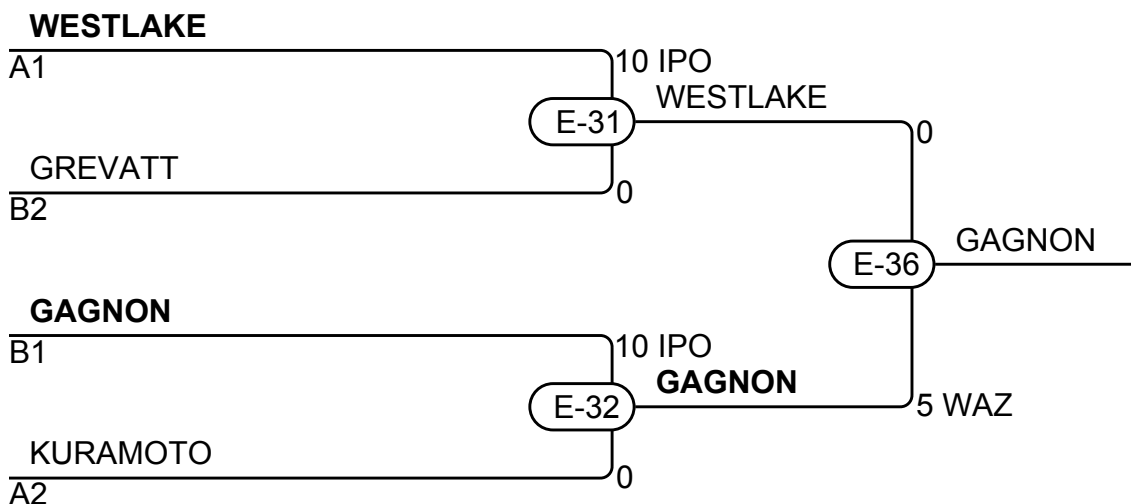 WESTLAKE
A1
10 IPO
WESTLAKE
E-31
0
GREVATT
B2
0
GAGNON
E-36
GAGNON
B1
10 IPO
GAGNON
E-32
5 WAZ
KURAMOTO
A2
0